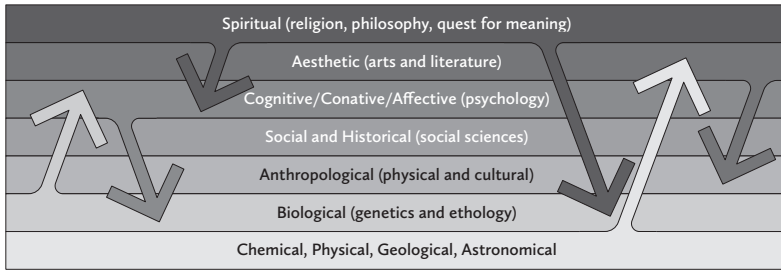 Spiritual (religion, philosophy, quest for meaning)
Aesthetic (arts and literature)
Cognitive/Conative/Affective (psychology)
Social and Historical (social sciences)
Anthropological (physical and cultural)
Biological (genetics and ethology)
Chemical, Physical, Geological, Astronomical